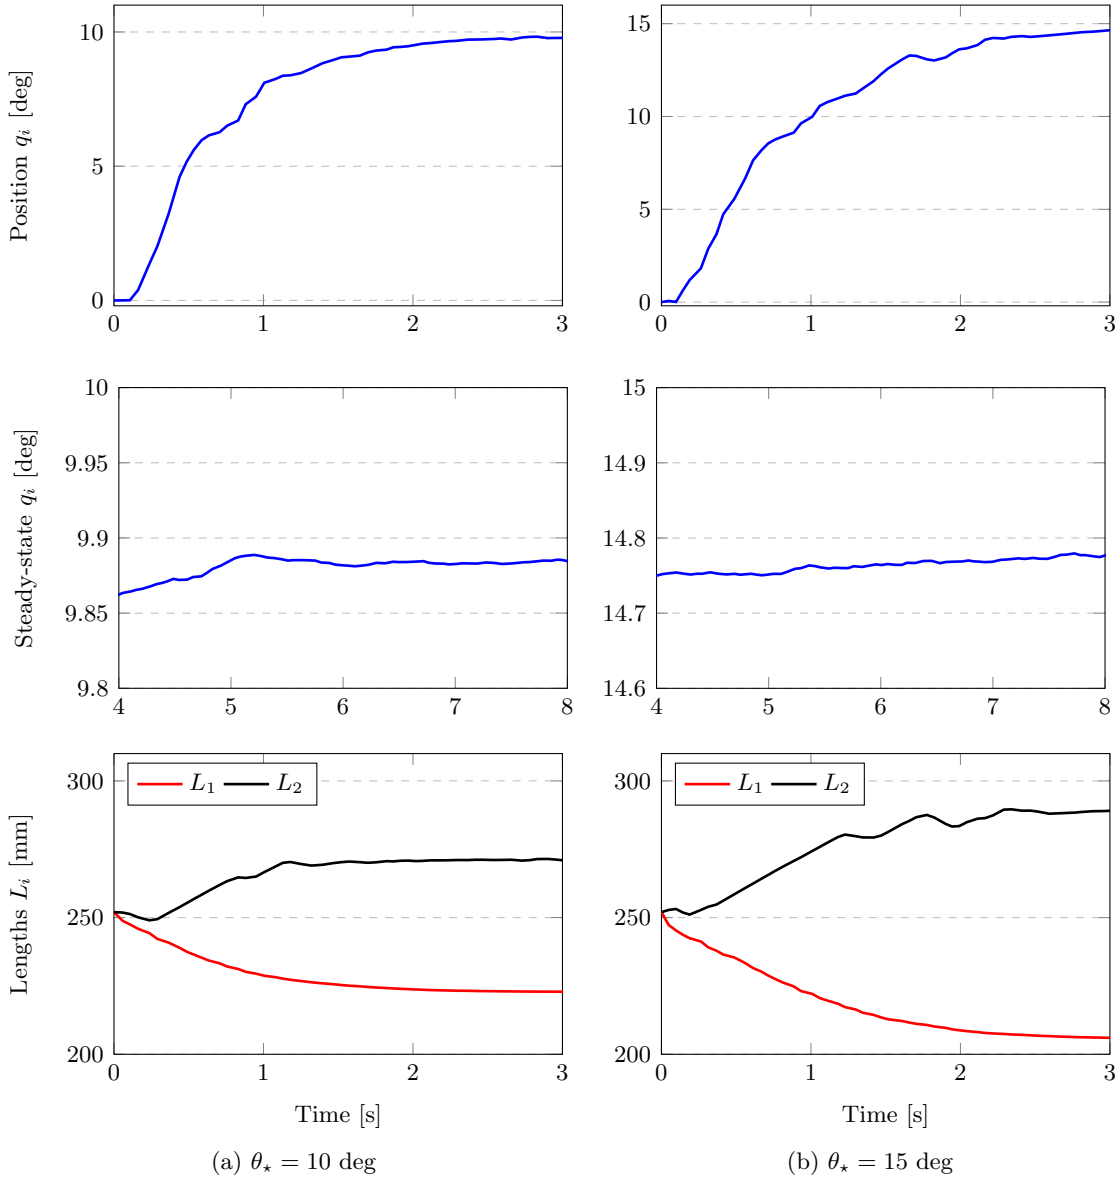 10
5
0
0 1 2 3
Position q_i [deg]
15
10
5
0
0 1 2 3
10
9.95
9.9
9.85
9.8
4 5 6 7 8
Steady-state q_i [deg]
15
14.9
14.8
14.7
14.6
4 5 6 7 8
300
250
200
0 1 2 3
Lengths L_i [mm]
L_1 L_2
Time [s]
(a) θ⋆ = 10 deg
300
250
200
0 1 2 3
L_1 L_2
Time [s]
(b) θ⋆ = 15 deg